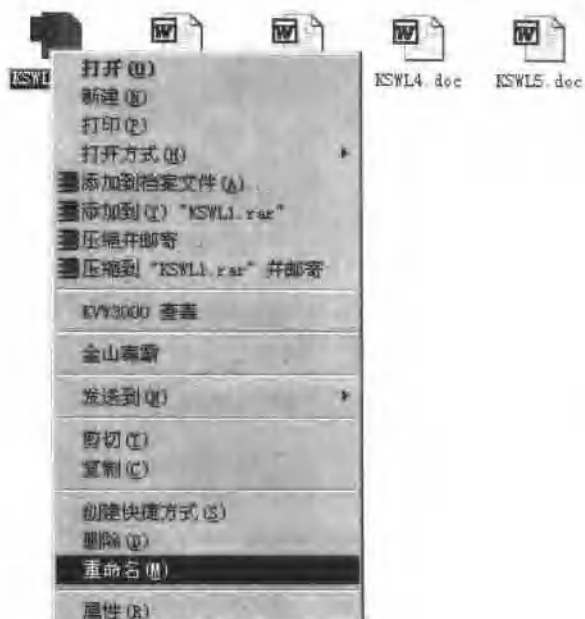 KSWL4.doc
KSWL5.doc
打开(O)
新建(N)
打印(P)
打开方式(H)
添加到档案文件(A)...
添加到(T) "KSWL1.rar"
压缩并邮寄...
压缩到 "KSWL1.rar" 并邮寄
KVW3000 查毒
金山毒霸
发送到(N)
剪切(T)
复制(C)
创建快捷方式(S)
删除(D)
重命名(M)
属性(R)